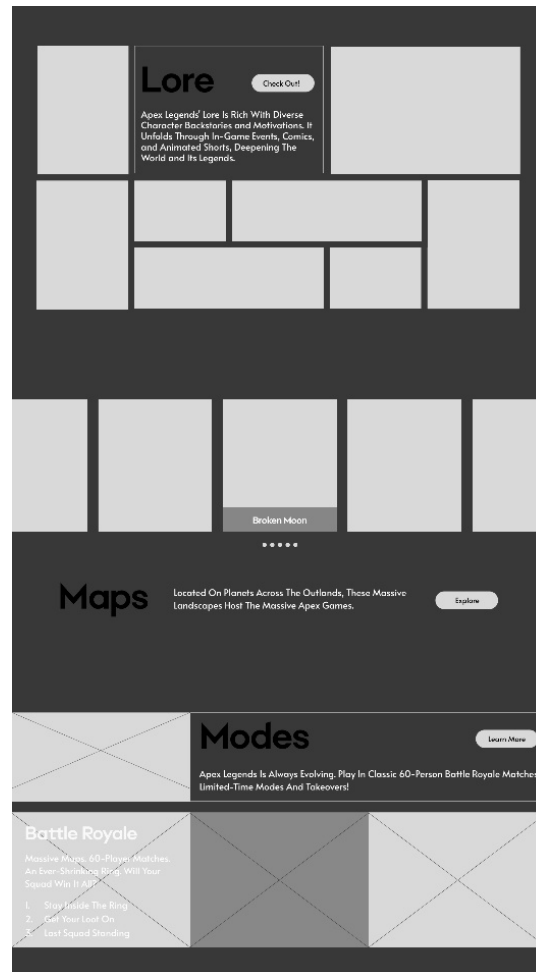 Lore
Check Out!
Apex Legends' Lore Is Rich With Diverse
Character Backstories and Motivations. It
Unfolds Through In-Game Events, Comics,
and Animated Shorts, Deepening The
World and Its Legends.
Broken Moon
Maps
Located On Planets Across The Outlands, These Massive
Landscapes Host The Massive Apex Games.
Explore
Modes
Learn More
Apex Legends Is Always Evolving. Play In Classic 60-Person Battle Royale Matches
Limited-Time Modes And Takeovers!
Battle Royale
Massive Maps. 60-Player Matches.
An Ever-Shrinking Ring. Will Your
Squad Win It All?
1. Stay Inside The Ring
2. Get Your Loot On
3. Last Squad Standing